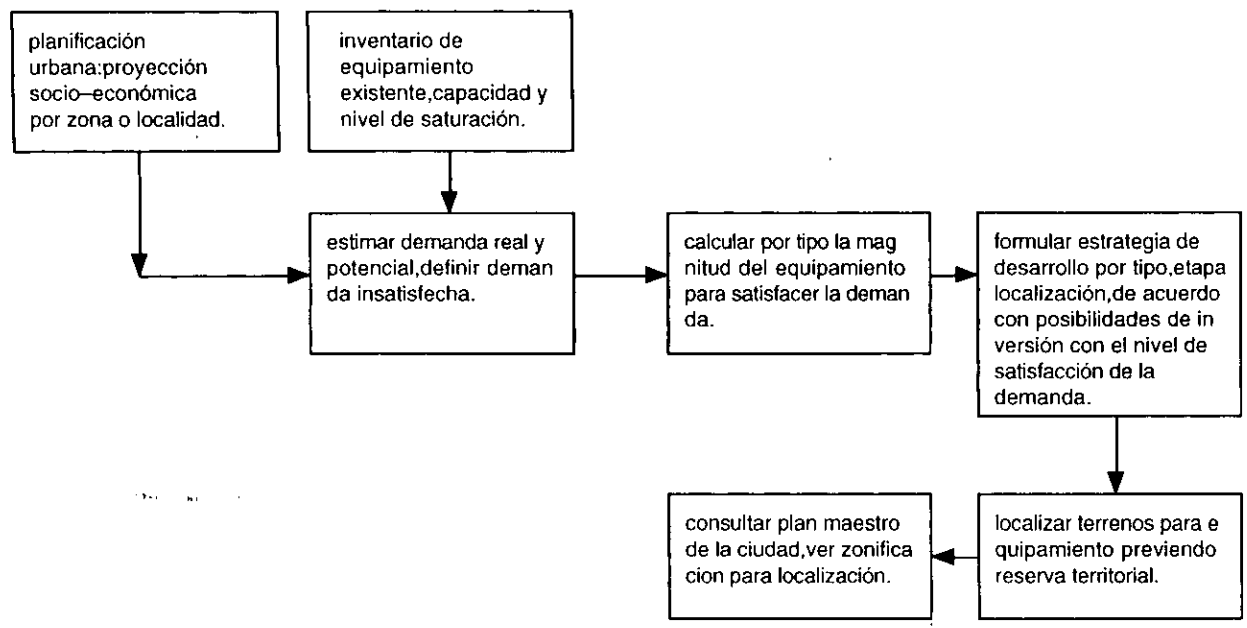 planificación
urbana:proyección
socio–económica
por zona o localidad.
inventario de
equipamiento
existente,capacidad y
nivel de saturación.
estimar demanda real y
potencial,definir deman
da insatisfecha.
calcular por tipo la mag
nitud del equipamiento
para satisfacer la deman
da.
formular estrategia de
desarrollo por tipo,etapa
localización,de acuerdo
con posibilidades de in
versión con el nivel de
satisfacción de la
demanda.
consultar plan maestro
de la ciudad,ver zonifica
cion para localización.
localizar terrenos para e
quipamiento previendo
reserva territorial.